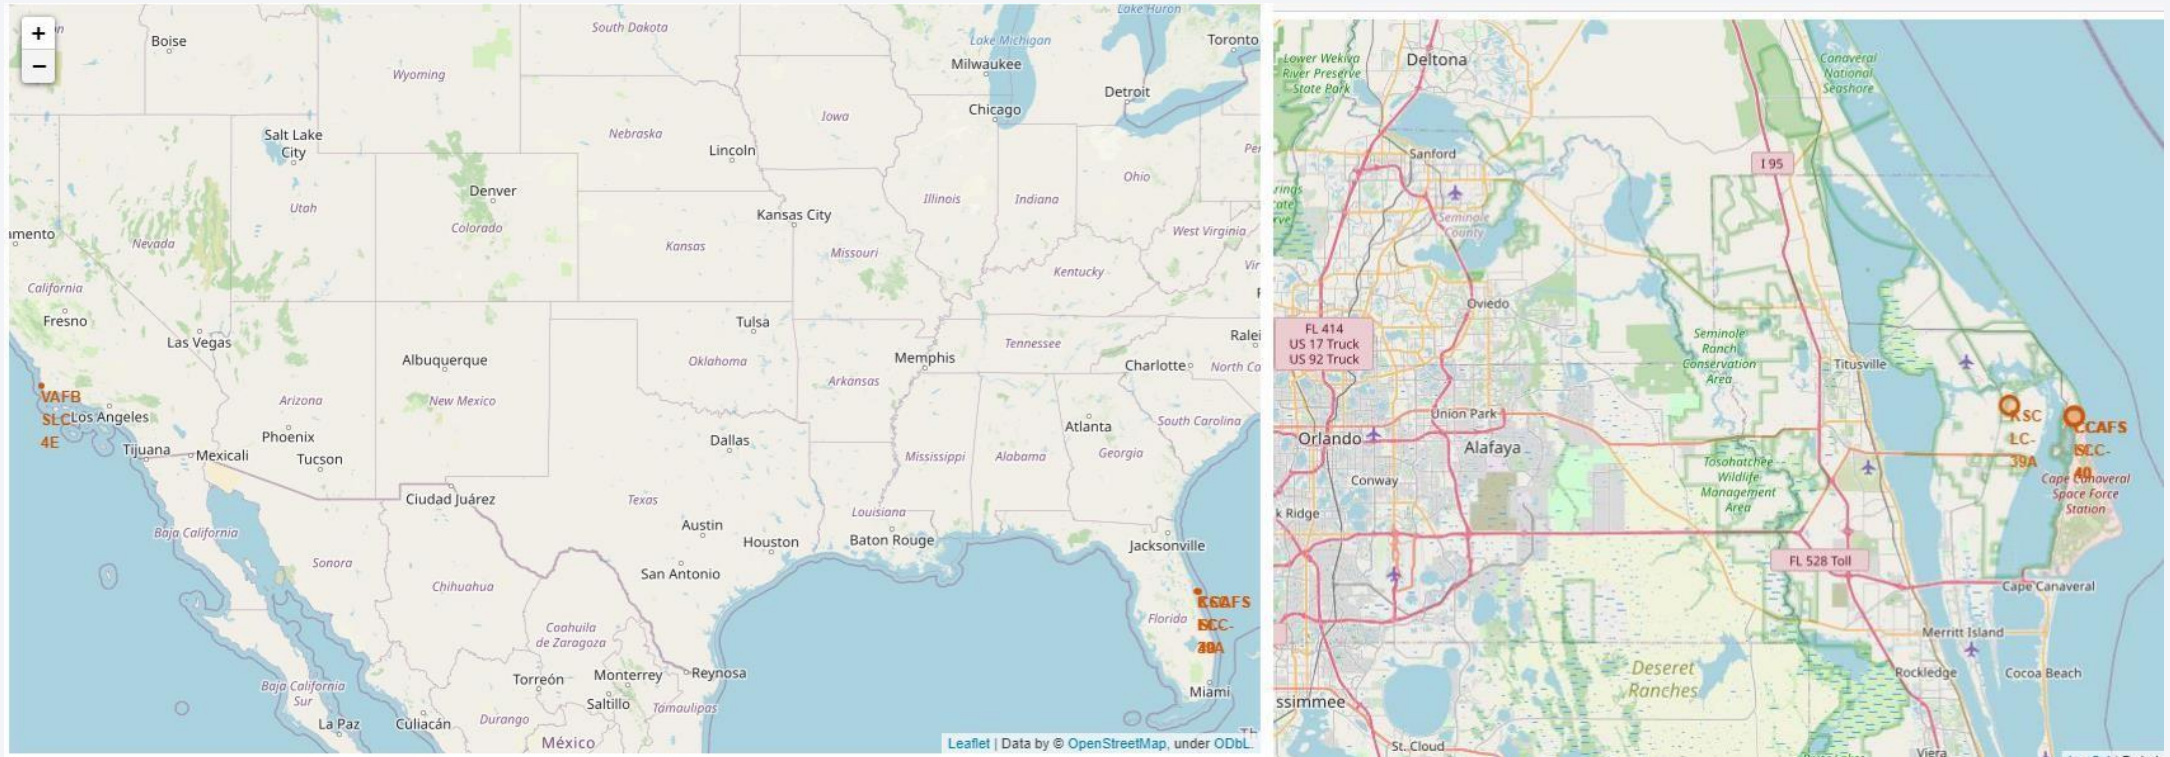 +
−
Boise
South Dakota
Lake Huron
Wyoming
Lake Michigan
Toronto
Milwaukee
Detroit
Chicago
Iowa
Salt Lake
City
Nebraska
Lincoln
Ohio
Denver
Utah
Illinois
Indiana
Kansas City
Colorado
amento
Nevada
Kansas
Missouri
West Virginia
Kentucky
California
Fresno
Tulsa
Las Vegas
Tennessee
Albuquerque
Oklahoma
Memphis
Charlotte
North Ca
Arkansas
VAFB
SLC-
4E
Los Angeles
Arizona
New Mexico
Atlanta
South Carolina
Phoenix
Tijuana
Mexicali
Tucson
Dallas
Mississippi
Alabama
Georgia
Ciudad Juárez
Texas
Louisiana
Baja California
Austin
Houston
Baton Rouge
Jacksonville
Sonora
Chihuahua
San Antonio
CCAFS
Florida
Coahuila
de Zaragoza
Torreón
Monterrey
Reynosa
Baja California
Sur
Saltillo
Tamaulipas
Miami
La Paz
Culiacán
Durango
México
Leaflet | Data by © OpenStreetMap, under ODbL.
Lower Wekiva
River Preserve
State Park
Deltona
Canaveral
National
Seashore
Sanford
I 95
Seminole
County
Oviedo
FL 414
US 17 Truck
US 92 Truck
Seminole
Ranch
Conservation
Area
Titusville
Union Park
Orlando
Alafaya
KSC
LC-
39A
CCAFS
Tosohatchee
Wildlife
Management
Area
Conway
k Ridge
Cape Canaveral
Space Force
Station
FL 528 Toll
Cape Canaveral
Merritt Island
Deseret
Ranches
Rockledge
Cocoa Beach
ssimmee
St. Cloud
Viera